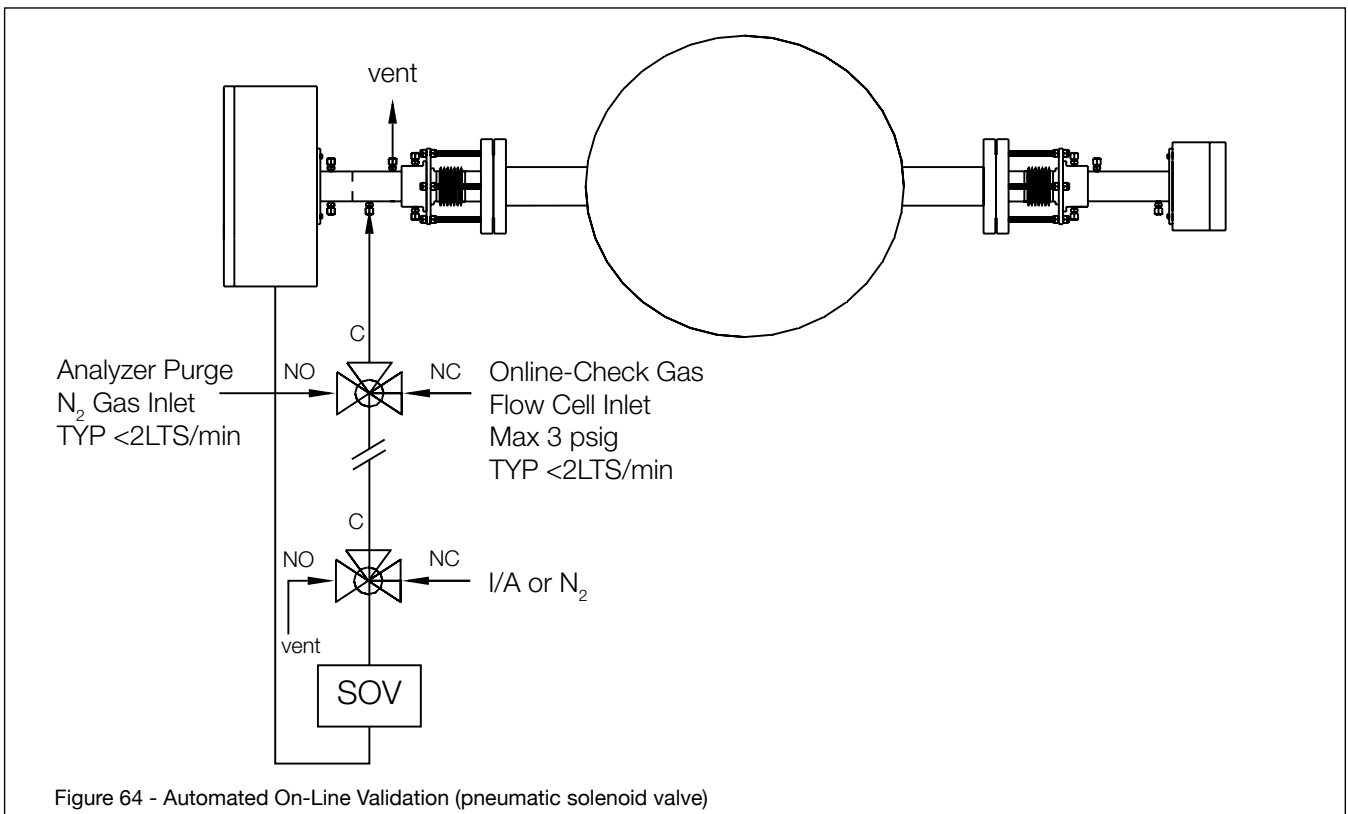 vent
C
Analyzer Purge
N₂ Gas Inlet
TYP <2LTS/min
NO
NC
Online-Check Gas
Flow Cell Inlet
Max 3 psig
TYP <2LTS/min
C
NO
NC
I/A or N₂
vent
SOV
Figure 64 - Automated On-Line Validation (pneumatic solenoid valve)